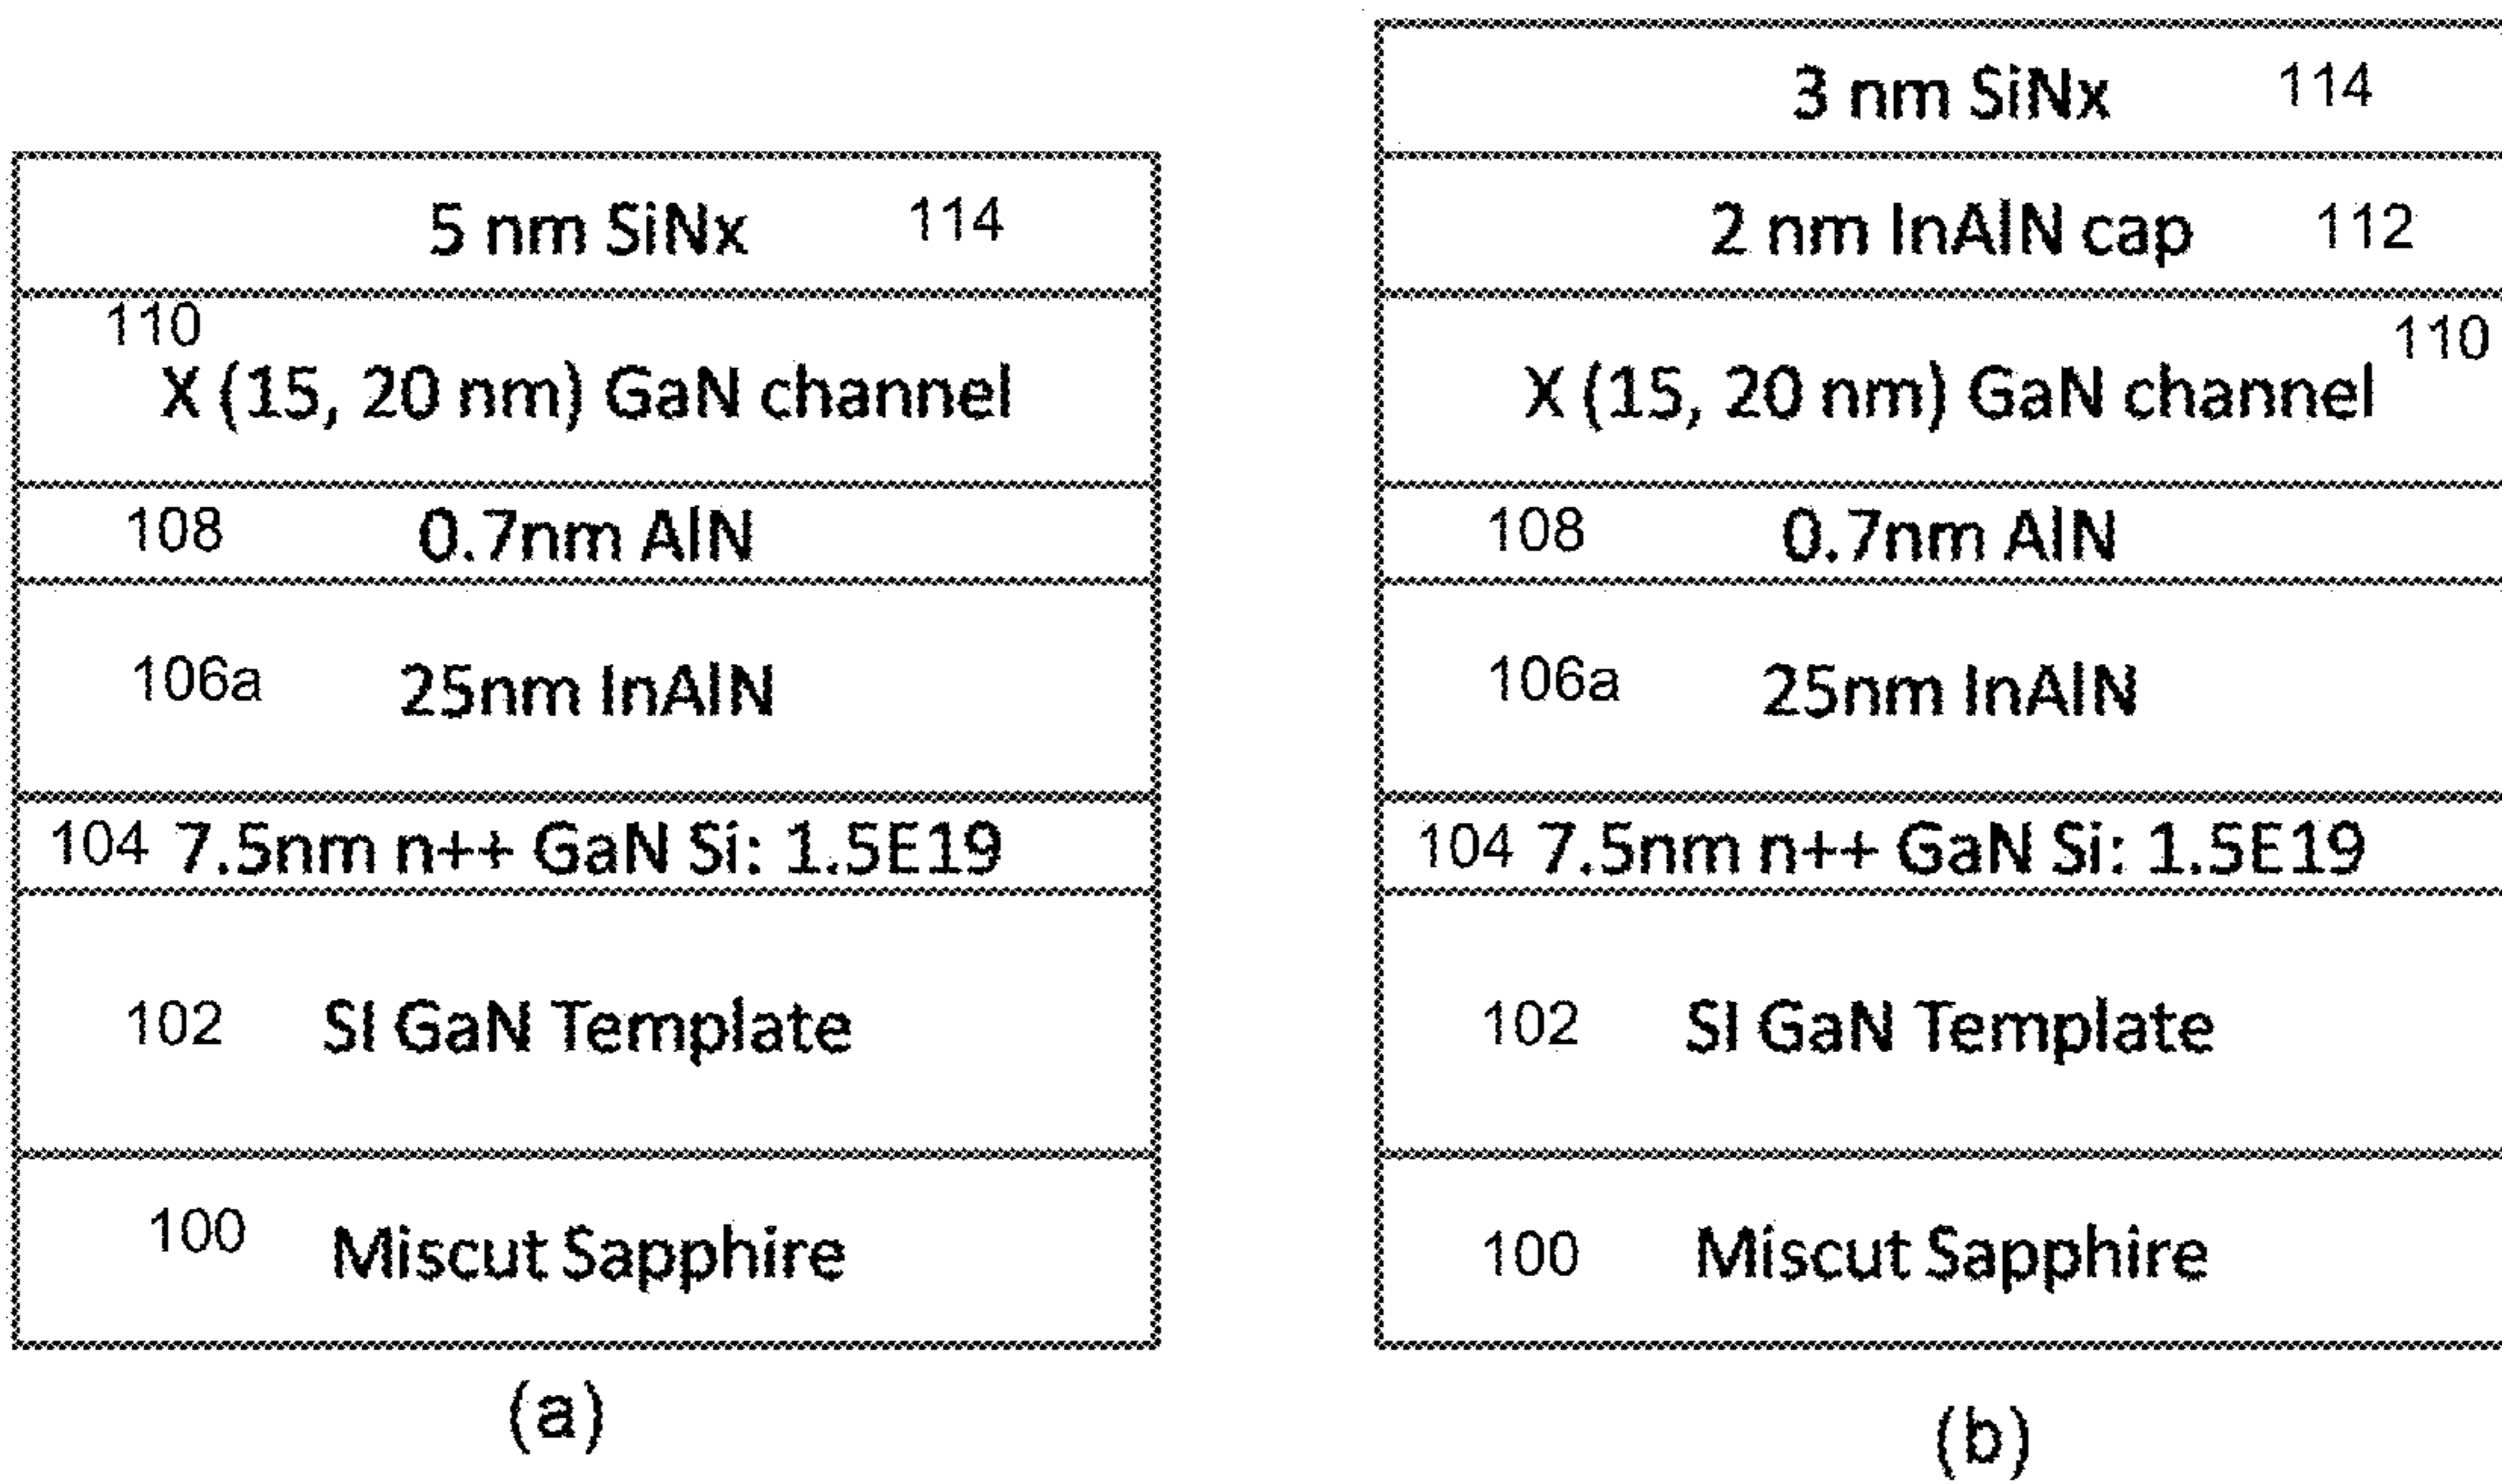 5 nm SiNx 114
110
X (15, 20 nm) GaN channel
108 0.7nm AlN
106a 25nm InAlN
104 7.5nm n++ GaN Si: 1.5E19
102 SI GaN Template
100 Miscut Sapphire
(a)
3 nm SiNx 114
2 nm InAlN cap 112
110
X (15, 20 nm) GaN channel
108 0.7nm AlN
106a 25nm InAlN
104 7.5nm n++ GaN Si: 1.5E19
102 SI GaN Template
100 Miscut Sapphire
(b)